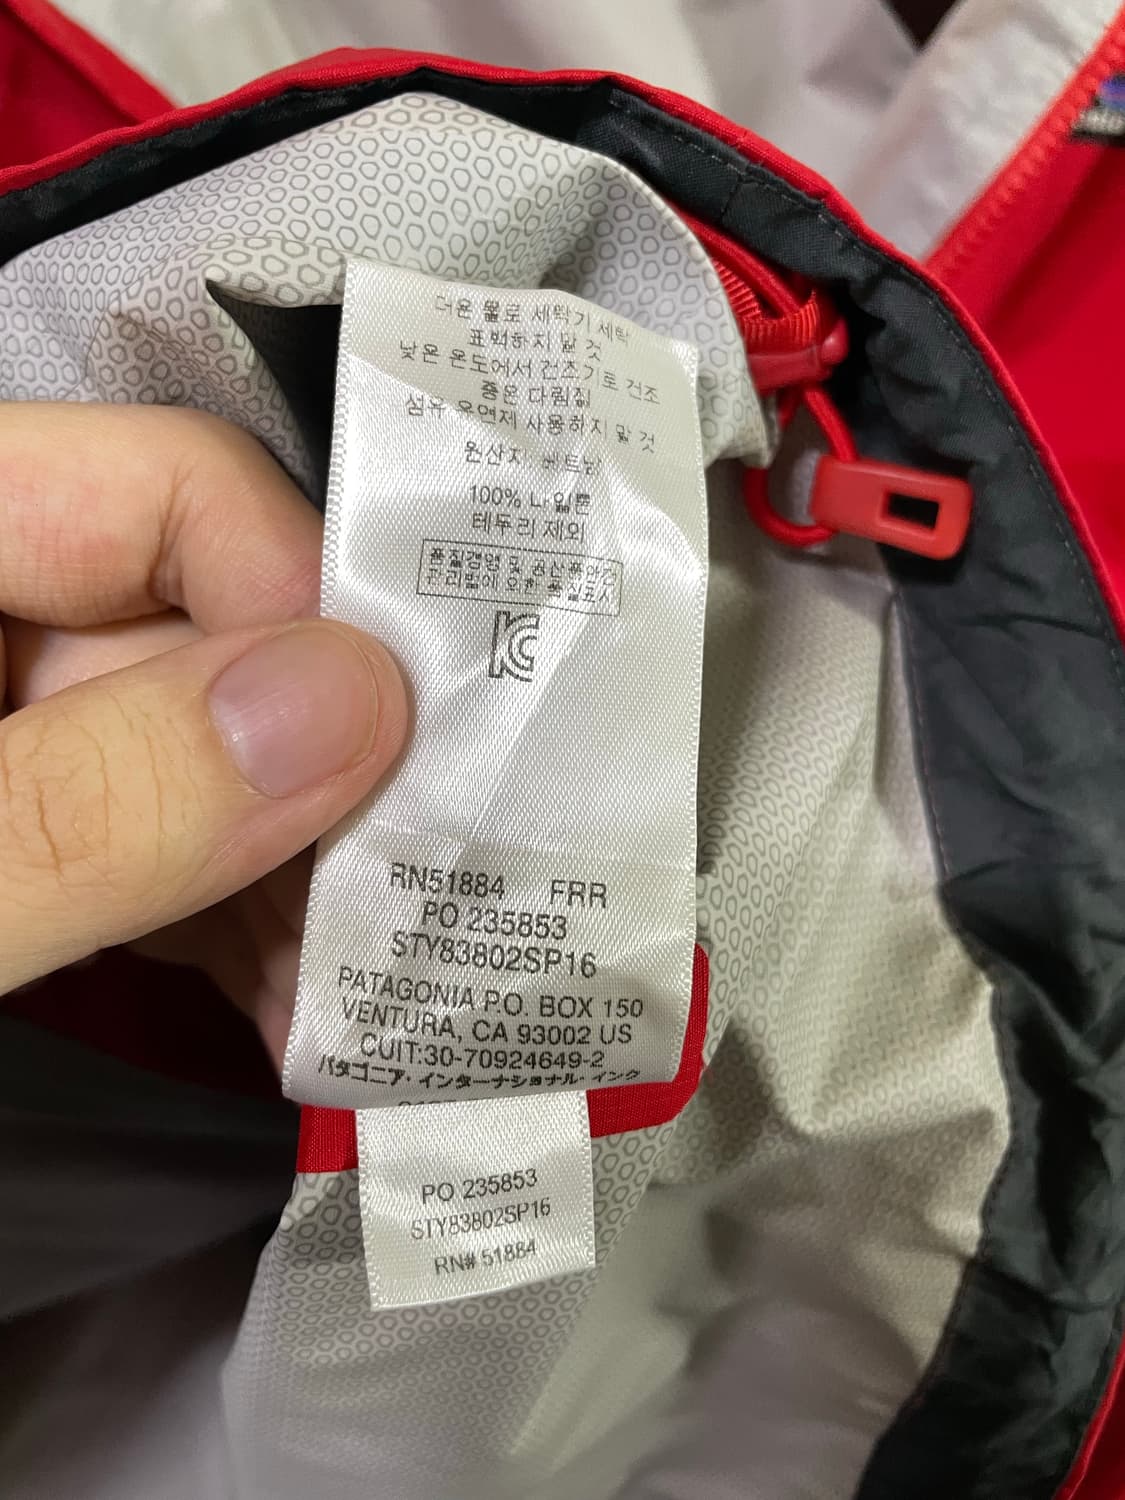 더운 물로 세탁기 세탁
표백하지 말 것
낮은 온도에서 건조기로 건조
중온 다림질
섬유 유연제 사용하지 말 것
원산지: 베트남
100% 나일론
테두리 제외
품질경영 및 공산품안전
관리법에 의한 품질표시
KC
RN51884 FRR
PO 235853
STY83802SP16
PATAGONIA P.O. BOX 150
VENTURA, CA 93002 US
CUIT:30-70924649-2
パタゴニア・インターナショナル・インク
PO 235853
STY83802SP16
RN# 51884